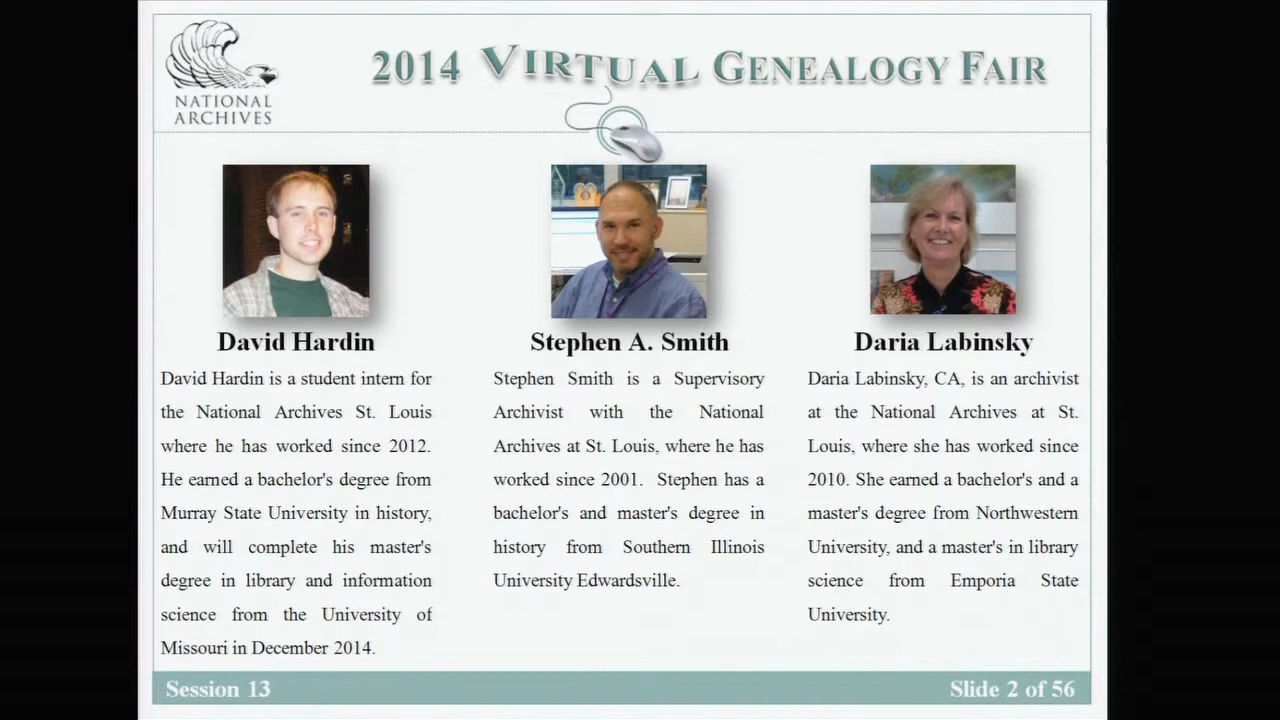 NATIONAL
ARCHIVES
2014 VIRTUAL GENEALOGY FAIR
David Hardin
David Hardin is a student intern for
the National Archives St. Louis
where he has worked since 2012.
He earned a bachelor's degree from
Murray State University in history,
and will complete his master's
degree in library and information
science from the University of
Missouri in December 2014.
Stephen A. Smith
Stephen Smith is a Supervisory
Archivist with the National
Archives at St. Louis, where he has
worked since 2001. Stephen has a
bachelor's and master's degree in
history from Southern Illinois
University Edwardsville.
Daria Labinsky
Daria Labinsky, CA, is an archivist
at the National Archives at St.
Louis, where she has worked since
2010. She earned a bachelor's and a
master's degree from Northwestern
University, and a master's in library
science from Emporia State
University.
Session 13
Slide 2 of 56